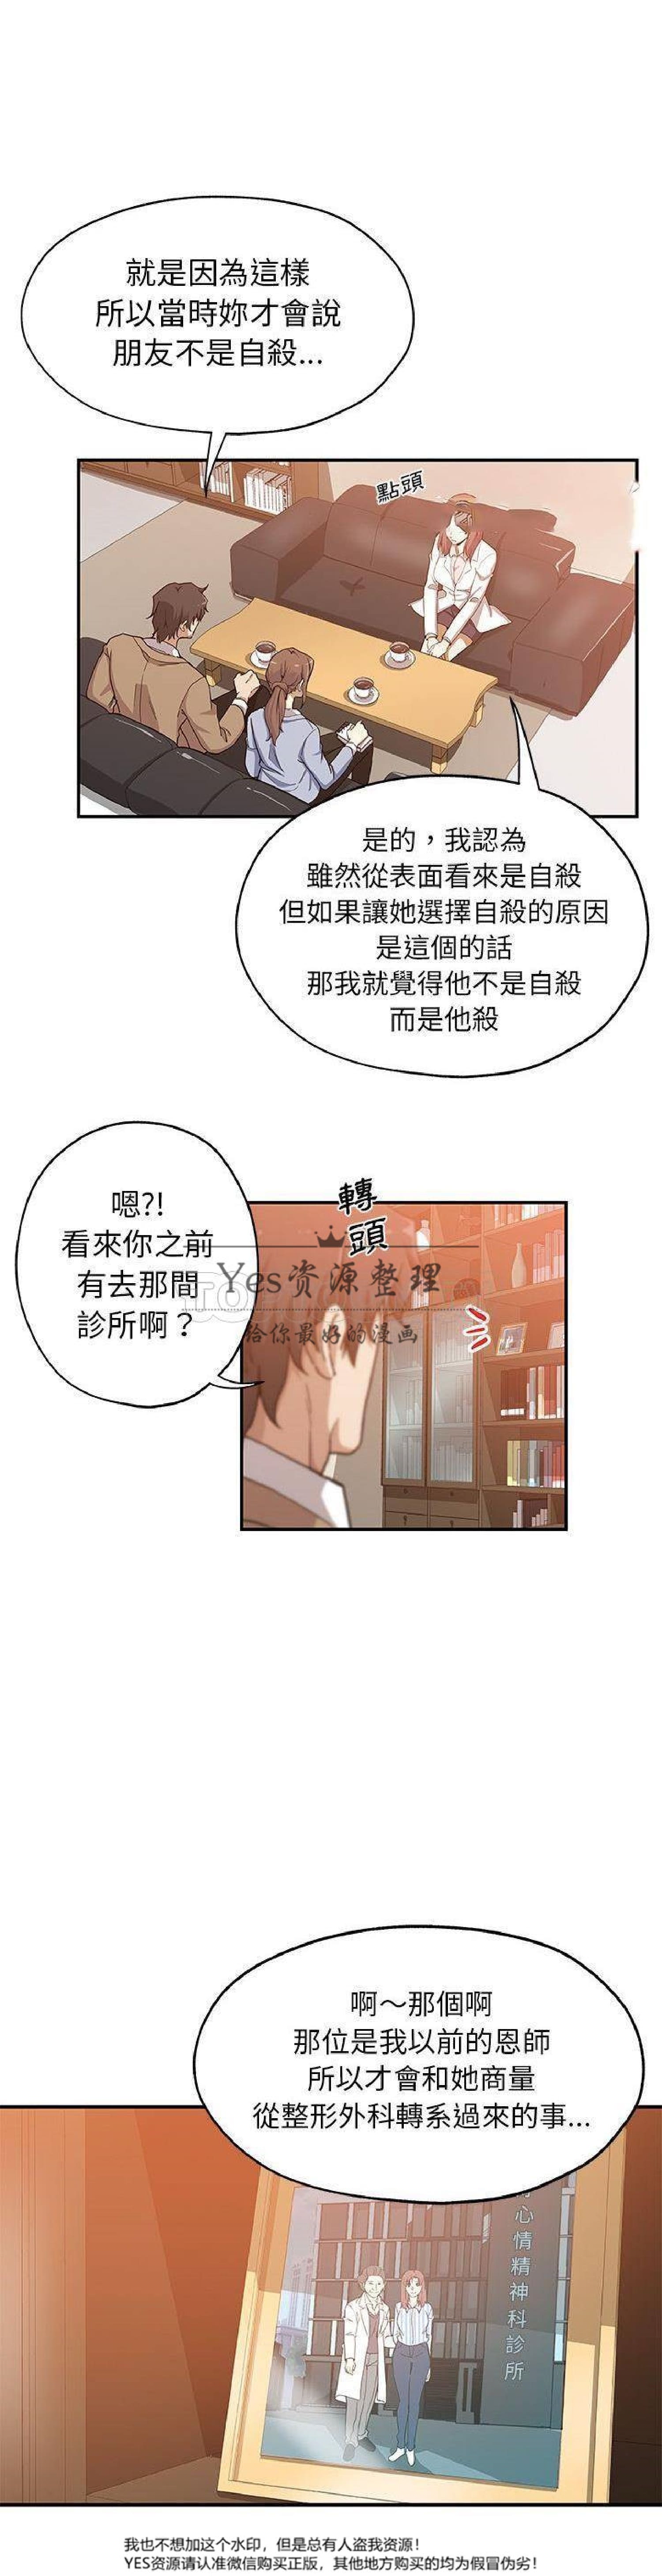 就是因為這樣
所以當時妳才會說
朋友不是自殺...
點頭
是的，我認為
雖然從表面看來是自殺
但如果讓她選擇自殺的原因
是這個的話
那我就覺得他不是自殺
而是他殺
嗯?!
看來你之前
有去那間
診所啊？
轉頭
Yes资源整理
给你最好的漫画
啊～那個啊
那位是我以前的恩師
所以才會和她商量
從整形外科轉系過來的事...
心情精神科診所
我也不想加这个水印，但是总有人盗我资源！
YES资源请认准微信购买正版，其他地方购买的均为假冒伪劣！